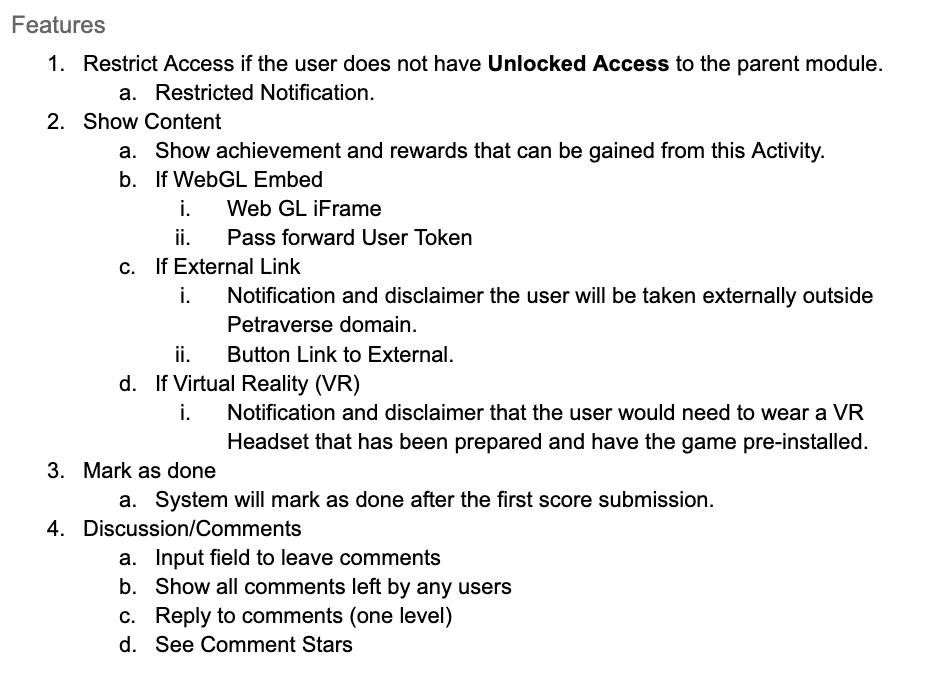 Features
1. Restrict Access if the user does not have Unlocked Access to the parent module.
a. Restricted Notification.
2. Show Content
a. Show achievement and rewards that can be gained from this Activity.
b. If WebGL Embed
i. Web GL iFrame
ii. Pass forward User Token
c. If External Link
i. Notification and disclaimer the user will be taken externally outside
Petraverse domain.
ii. Button Link to External.
d. If Virtual Reality (VR)
i. Notification and disclaimer that the user would need to wear a VR
Headset that has been prepared and have the game pre-installed.
3. Mark as done
a. System will mark as done after the first score submission.
4. Discussion/Comments
a. Input field to leave comments
b. Show all comments left by any users
c. Reply to comments (one level)
d. See Comment Stars